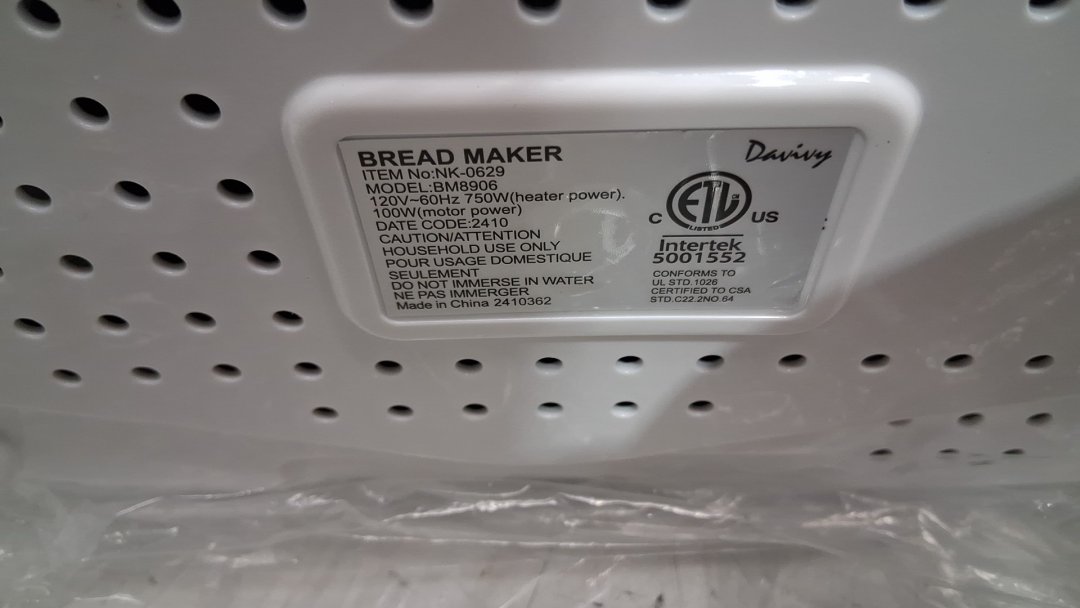 BREAD MAKER
ITEM No:NK-0629
MODEL:BM8906
120V~60Hz 750W(heater power).
100W(motor power)
DATE CODE:2410
CAUTION/ATTENTION
HOUSEHOLD USE ONLY
POUR USAGE DOMESTIQUE
SEULEMENT
DO NOT IMMERSE IN WATER
NE PAS IMMERGER
Made in China 2410362
Davivy
ETL
LISTED
C US
Intertek
5001552
CONFORMS TO
UL STD.1026
CERTIFIED TO CSA
STD.C22.2NO.64